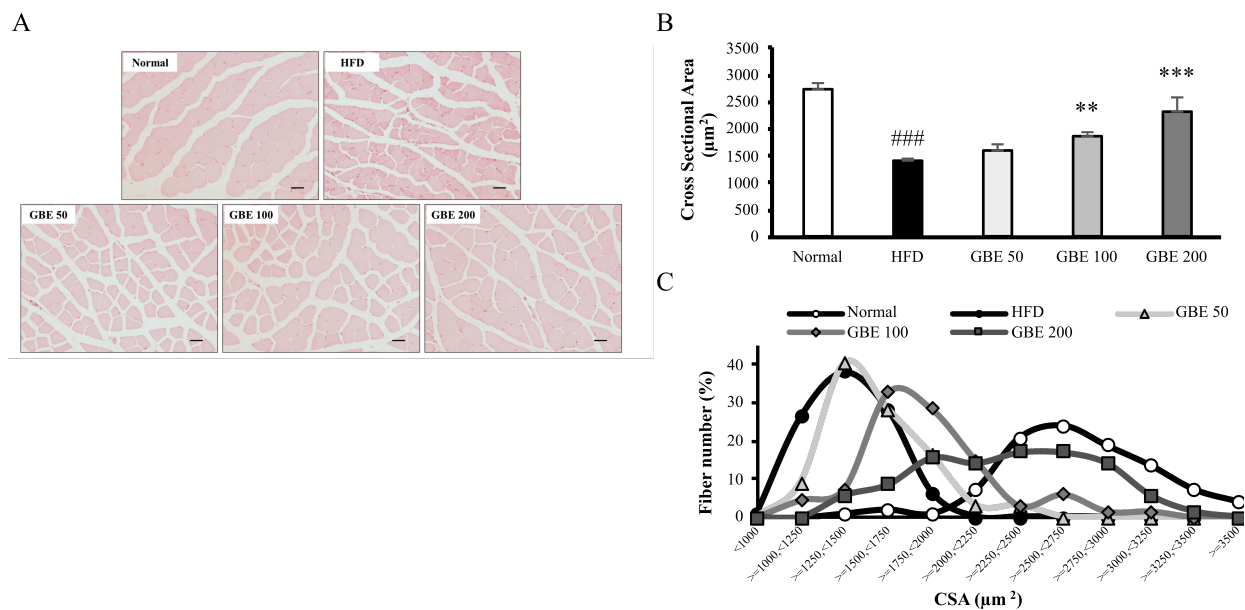 A
Normal
HFD
GBE 50
GBE 100
GBE 200
B
Cross Sectional Area
(µm²)
3500
3000
2500
2000
1500
1000
500
0
###
**
***
Normal
HFD
GBE 50
GBE 100
GBE 200
C
Normal
HFD
GBE 50
GBE 100
GBE 200
Fiber number (%)
40
30
20
10
0
<1000
>=1000,<1250
>=1250,<1500
>=1500,<1750
>=1750,<2000
>=2000,<2250
>=2250,<2500
>=2500,<2750
>=2750,<3000
>=3000,<3250
>=3250,<3500
>=3500
CSA (µm ²)